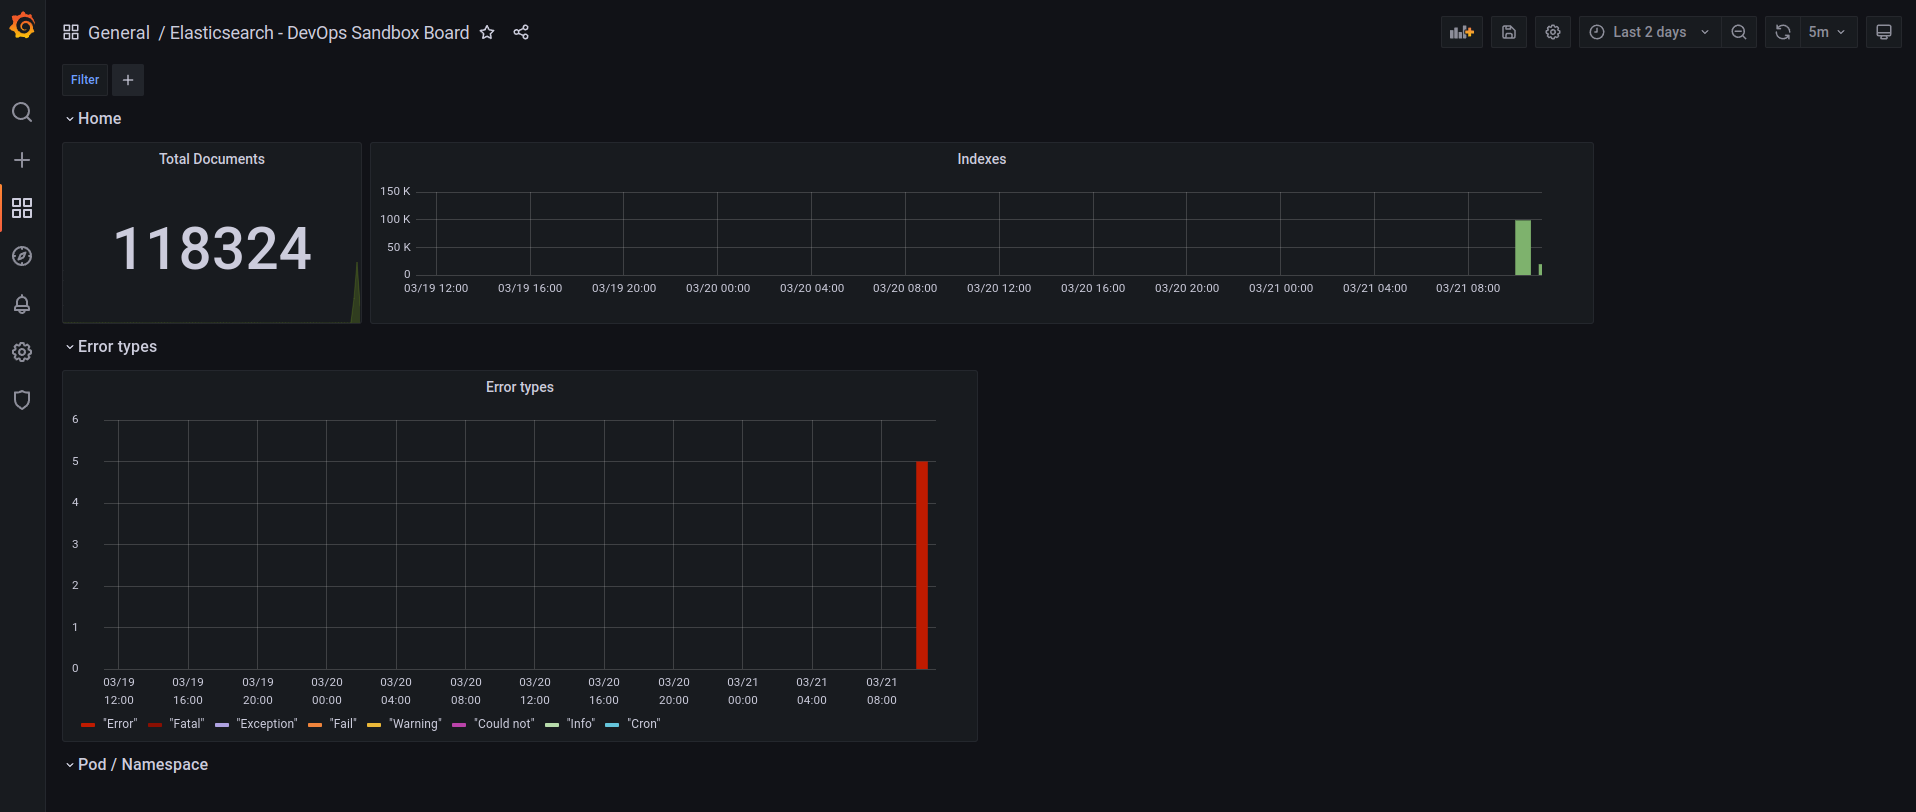 General / Elasticsearch - DevOps Sandbox Board
Last 2 days
5m
Filter
Home
Total Documents
118324
Indexes
150 K
100 K
50 K
0
03/19 12:00 03/19 16:00 03/19 20:00 03/20 00:00 03/20 04:00 03/20 08:00 03/20 12:00 03/20 16:00 03/20 20:00 03/21 00:00 03/21 04:00 03/21 08:00
Error types
Error types
6
5
4
3
2
1
0
03/19 03/19 03/19 03/20 03/20 03/20 03/20 03/20 03/20 03/21 03/21 03/21
12:00 16:00 20:00 00:00 04:00 08:00 12:00 16:00 20:00 00:00 04:00 08:00
"Error" "Fatal" "Exception" "Fail" "Warning" "Could not" "Info" "Cron"
Pod / Namespace